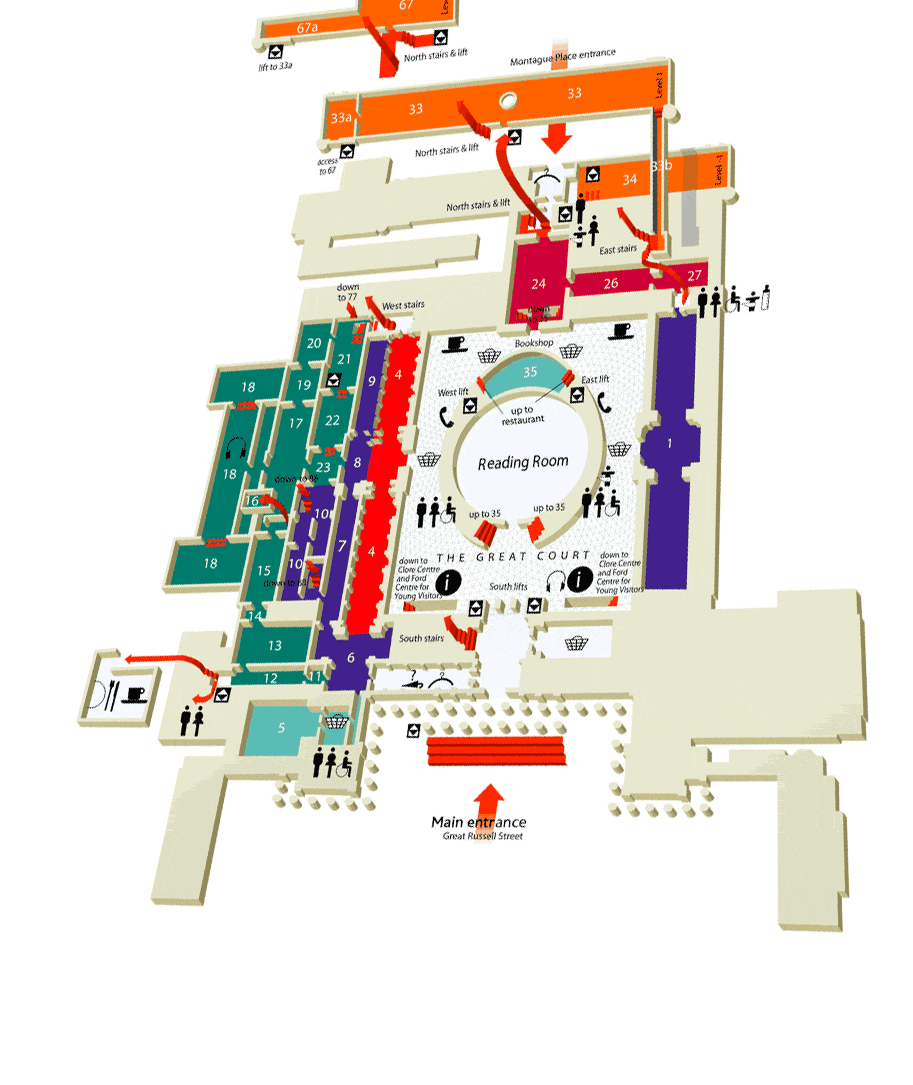 67
Level
67a
North stairs & lift
lift to 33a
Montague Place entrance
Level 1
33
33
33a
North stairs & lift
access
to 67
33b
34
Level -1
North stairs & lift
East stairs
27
26
24
down
to 77
West stairs
down
to 25
Bookshop
20
21
9
4
35
West lift
East lift
up to
restaurant
18
19
17
22
1
Reading Room
8
23
18
down to 88
16
10
up to 35
up to 35
7
4
THE GREAT COURT
10
15
18
down to 88
down to
Clore Centre
and Ford
Centre for
Young Visitors
i
South lifts
i
down to
Clore Centre
and Ford
Centre for
Young Visitors
14
13
South stairs
6
12
11
?
5
Main entrance
Great Russell Street